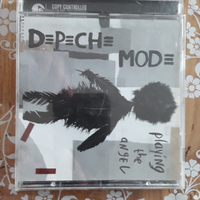 COPY CONTROLLED
DEPECHE
MODE
playing
the
angel